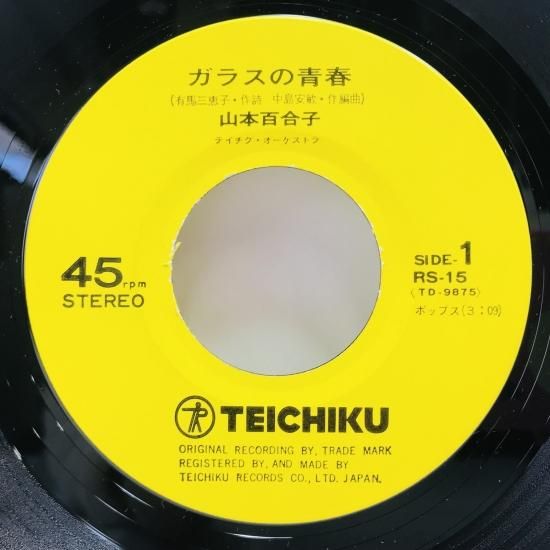 ガラスの青春
(有馬三恵子・作詩 中島安敏・作編曲)
山本百合子
テイチク・オーケストラ
45rpm
STEREO
SIDE-1
RS-15
(TD-9875)
ポップス(3:09)
TEICHIKU
ORIGINAL RECORDING BY, TRADE MARK
REGISTERED BY, AND MADE BY
TEICHIKU RECORDS CO., LTD. JAPAN.